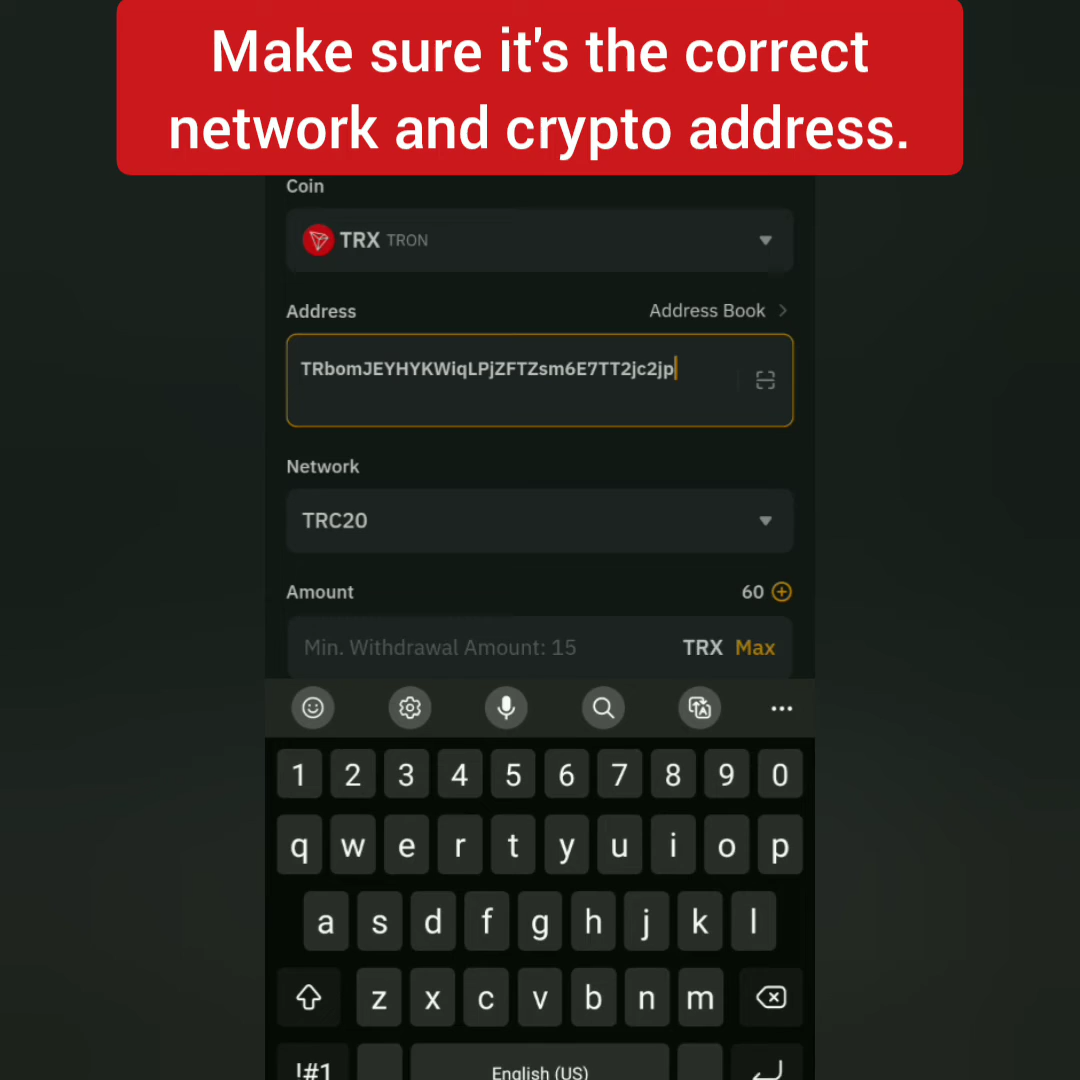 Make sure it's the correct
network and crypto address.
Coin
TRX TRON
Address Address Book
TRbomJEYHYKWiqLPjZFTZsm6E7TT2jc2jp
Network
TRC20
Amount 60
Min. Withdrawal Amount: 15 TRX Max
1 2 3 4 5 6 7 8 9 0
q w e r t y u i o p
a s d f g h j k l
z x c v b n m
!#1 English (US)